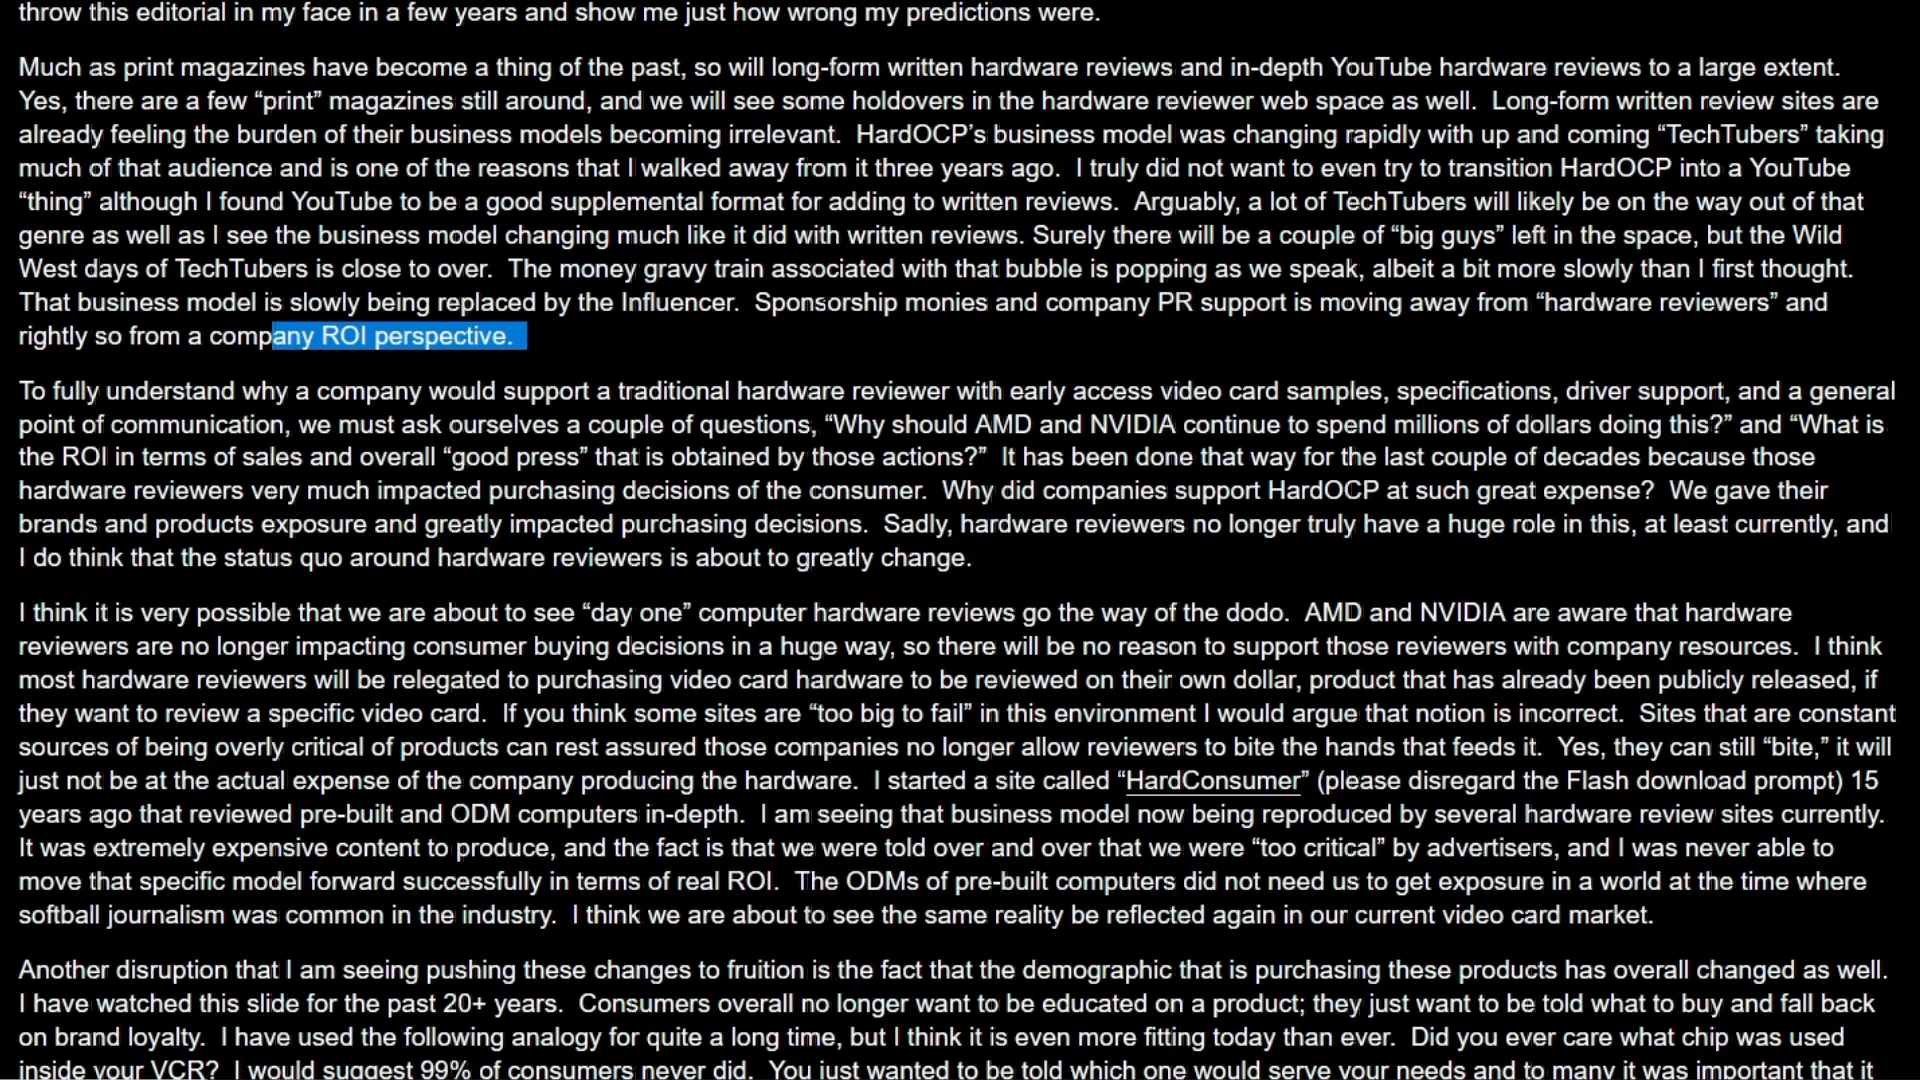 throw this editorial in my face in a few years and show me just how wrong my predictions were.
Much as print magazines have become a thing of the past, so will long-form written hardware reviews and in-depth YouTube hardware reviews to a large extent.
Yes, there are a few “print” magazines still around, and we will see some holdovers in the hardware reviewer web space as well.  Long-form written review sites are
already feeling the burden of their business models becoming irrelevant.  HardOCP’s business model was changing rapidly with up and coming “TechTubers” taking
much of that audience and is one of the reasons that I walked away from it three years ago.  I truly did not want to even try to transition HardOCP into a YouTube
“thing” although I found YouTube to be a good supplemental format for adding to written reviews.  Arguably, a lot of TechTubers will likely be on the way out of that
genre as well as I see the business model changing much like it did with written reviews. Surely there will be a couple of “big guys” left in the space, but the Wild
West days of TechTubers is close to over.  The money gravy train associated with that bubble is popping as we speak, albeit a bit more slowly than I first thought.
That business model is slowly being replaced by the Influencer.  Sponsorship monies and company PR support is moving away from “hardware reviewers” and
rightly so from a company ROI perspective.
To fully understand why a company would support a traditional hardware reviewer with early access video card samples, specifications, driver support, and a general
point of communication, we must ask ourselves a couple of questions, “Why should AMD and NVIDIA continue to spend millions of dollars doing this?” and “What is
the ROI in terms of sales and overall “good press” that is obtained by those actions?”  It has been done that way for the last couple of decades because those
hardware reviewers very much impacted purchasing decisions of the consumer.  Why did companies support HardOCP at such great expense?  We gave their
brands and products exposure and greatly impacted purchasing decisions.  Sadly, hardware reviewers no longer truly have a huge role in this, at least currently, and
I do think that the status quo around hardware reviewers is about to greatly change.
I think it is very possible that we are about to see “day one” computer hardware reviews go the way of the dodo.  AMD and NVIDIA are aware that hardware
reviewers are no longer impacting consumer buying decisions in a huge way, so there will be no reason to support those reviewers with company resources.  I think
most hardware reviewers will be relegated to purchasing video card hardware to be reviewed on their own dollar, product that has already been publicly released, if
they want to review a specific video card.  If you think some sites are “too big to fail” in this environment I would argue that notion is incorrect.  Sites that are constant
sources of being overly critical of products can rest assured those companies no longer allow reviewers to bite the hands that feeds it.  Yes, they can still “bite,” it will
just not be at the actual expense of the company producing the hardware.  I started a site called “HardConsumer” (please disregard the Flash download prompt) 15
years ago that reviewed pre-built and ODM computers in-depth.  I am seeing that business model now being reproduced by several hardware review sites currently.
It was extremely expensive content to produce, and the fact is that we were told over and over that we were “too critical” by advertisers, and I was never able to
move that specific model forward successfully in terms of real ROI.  The ODMs of pre-built computers did not need us to get exposure in a world at the time where
softball journalism was common in the industry.  I think we are about to see the same reality be reflected again in our current video card market.
Another disruption that I am seeing pushing these changes to fruition is the fact that the demographic that is purchasing these products has overall changed as well.
I have watched this slide for the past 20+ years.  Consumers overall no longer want to be educated on a product; they just want to be told what to buy and fall back
on brand loyalty.  I have used the following analogy for quite a long time, but I think it is even more fitting today than ever.  Did you ever care what chip was used
inside your VCR?  I would suggest 99% of consumers never did.  You just wanted to be told which one would serve your needs and to many it was important that it